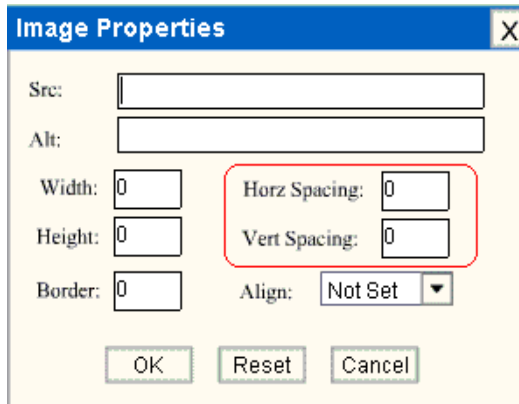 Image Properties X
Src:
Alt:
Width: 0 Horz Spacing: 0
Height: 0 Vert Spacing: 0
Border: 0 Align: Not Set
OK Reset Cancel